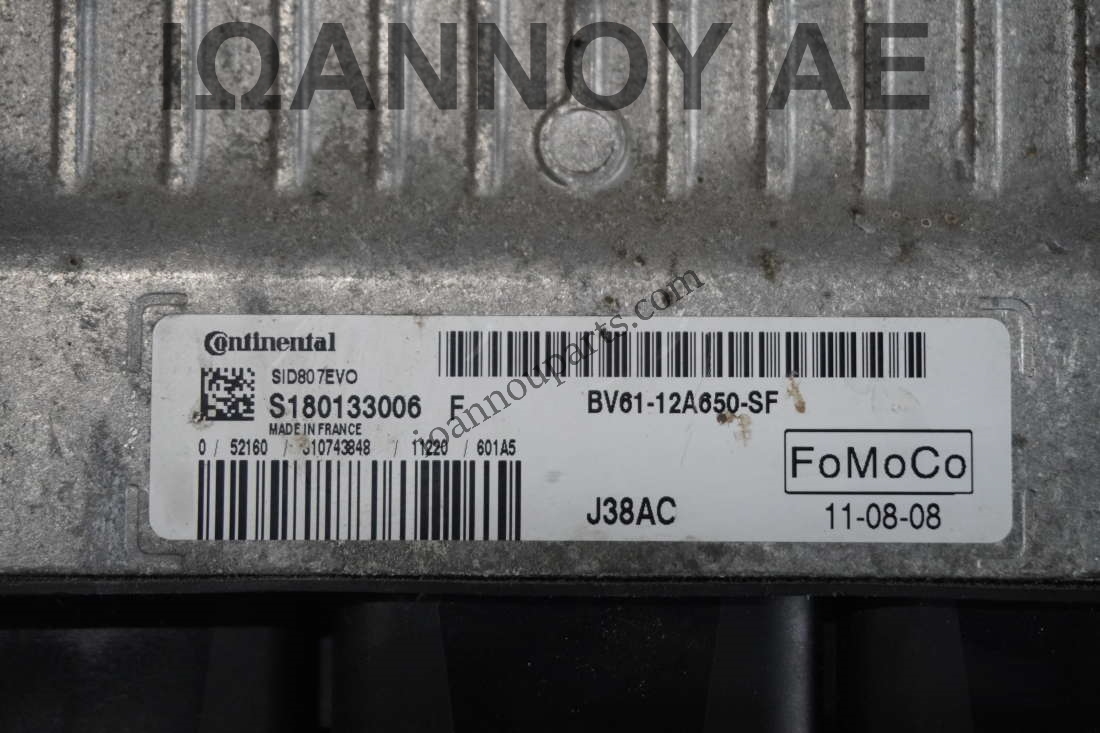 ΙΩΑΝΝΟΥ ΑΕ
Continental
SID807EVO
S180133006 F
MADE IN FRANCE
0 / 52160 / 310743848 / 11220 / 601A5
BV61-12A650-SF
J38AC
FoMoCo
11-08-08
ioannouparts.com